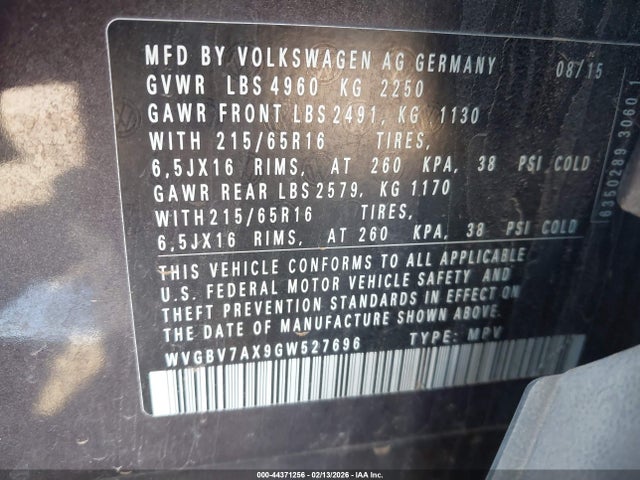 MFD BY VOLKSWAGEN AG GERMANY 08/15
GVWR LBS 4960 KG 2250
GAWR FRONT LBS 2491, KG 1130
WITH 215/65R16 TIRES,
6,5JX16 RIMS, AT 260 KPA, 38 PSI COLD
GAWR REAR LBS 2579, KG 1170
WITH 215/65R16 TIRES,
6,5JX16 RIMS, AT 260 KPA, 38 PSI COLD
THIS VEHICLE CONFORMS TO ALL APPLICABLE
U.S. FEDERAL MOTOR VEHICLE SAFETY AND
THEFT PREVENTION STANDARDS IN EFFECT ON
THE DATE OF MANUFACTURE SHOWN ABOVE.
WVGBV7AX9GW527696 TYPE: MPV
6350289 3060
000-44371256 - 02/13/2026 - IAAI.com